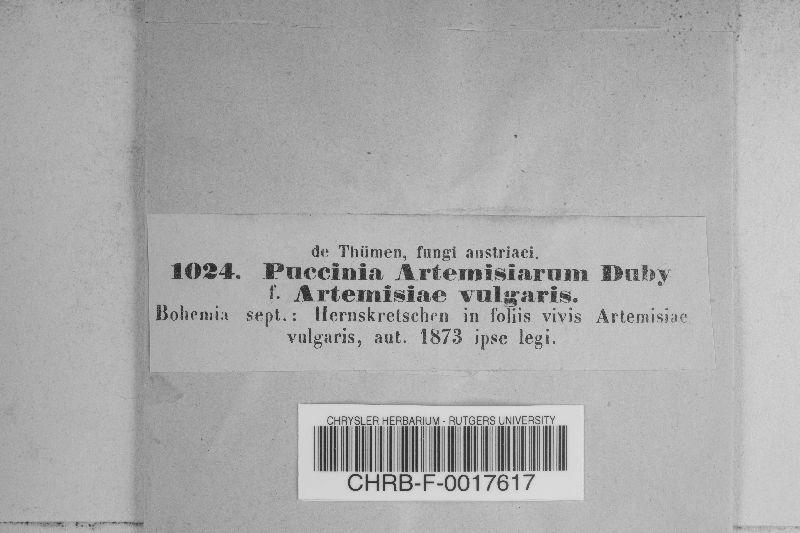 de Thümen, fungi austriaci.
1024. Puccinia Artemisiarum Duby
f. Artemisiae vulgaris.
Bohemia sept.: Hernskretschen in foliis vivis Artemisiae
vulgaris, aut. 1873 ipse legi.
CHRYSLER HERBARIUM - RUTGERS UNIVERSITY
CHRB-F-0017617